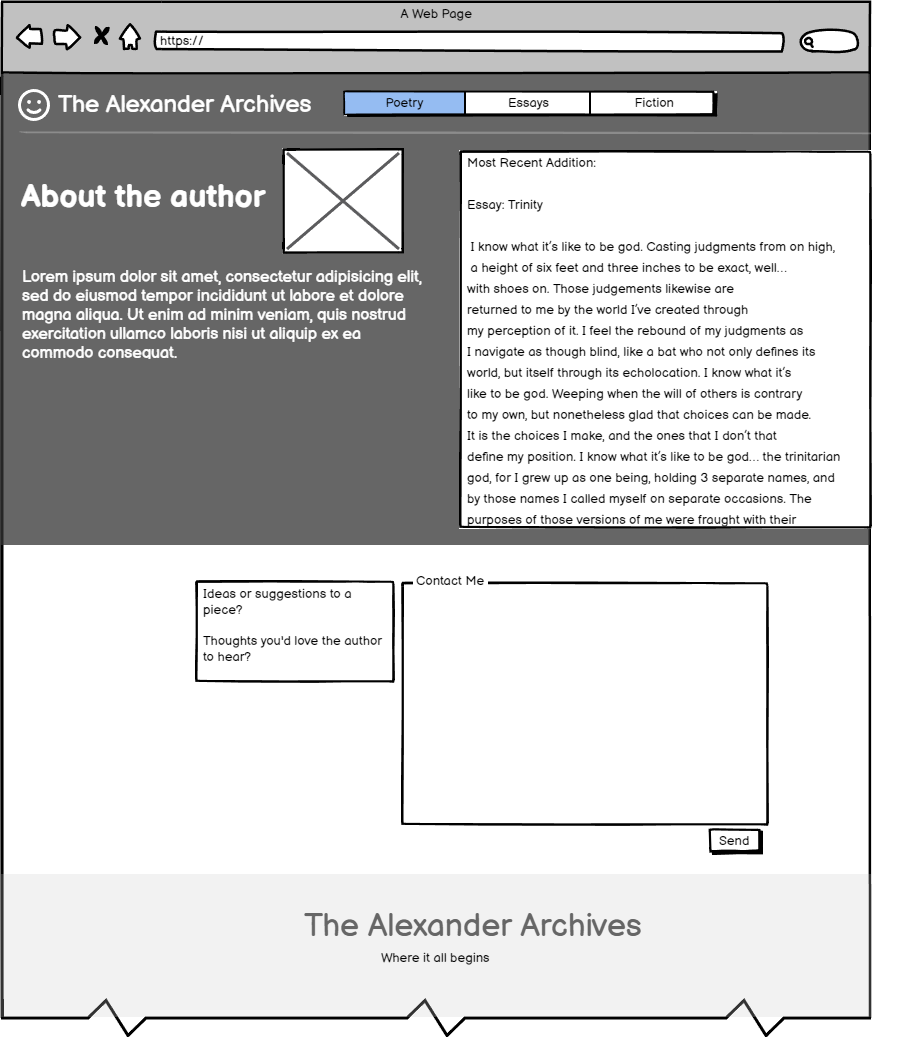 A Web Page
https://
The Alexander Archives
Poetry
Essays
Fiction
About the author
Lorem ipsum dolor sit amet, consectetur adipisicing elit,
sed do eiusmod tempor incididunt ut labore et dolore
magna aliqua. Ut enim ad minim veniam, quis nostrud
exercitation ullamco laboris nisi ut aliquip ex ea
commodo consequat.
Most Recent Addition:
Essay: Trinity
I know what it’s like to be god. Casting judgments from on high,
a height of six feet and three inches to be exact, well…
with shoes on. Those judgements likewise are
returned to me by the world I’ve created through
my perception of it. I feel the rebound of my judgments as
I navigate as though blind, like a bat who not only defines its
world, but itself through its echolocation. I know what it’s
like to be god. Weeping when the will of others is contrary
to my own, but nonetheless glad that choices can be made.
It is the choices I make, and the ones that I don’t that
define my position. I know what it’s like to be god… the trinitarian
god, for I grew up as one being, holding 3 separate names, and
by those names I called myself on separate occasions. The
purposes of those versions of me were fraught with their
Ideas or suggestions to a
piece?
Thoughts you'd love the author
to hear?
Contact Me
Send
The Alexander Archives
Where it all begins